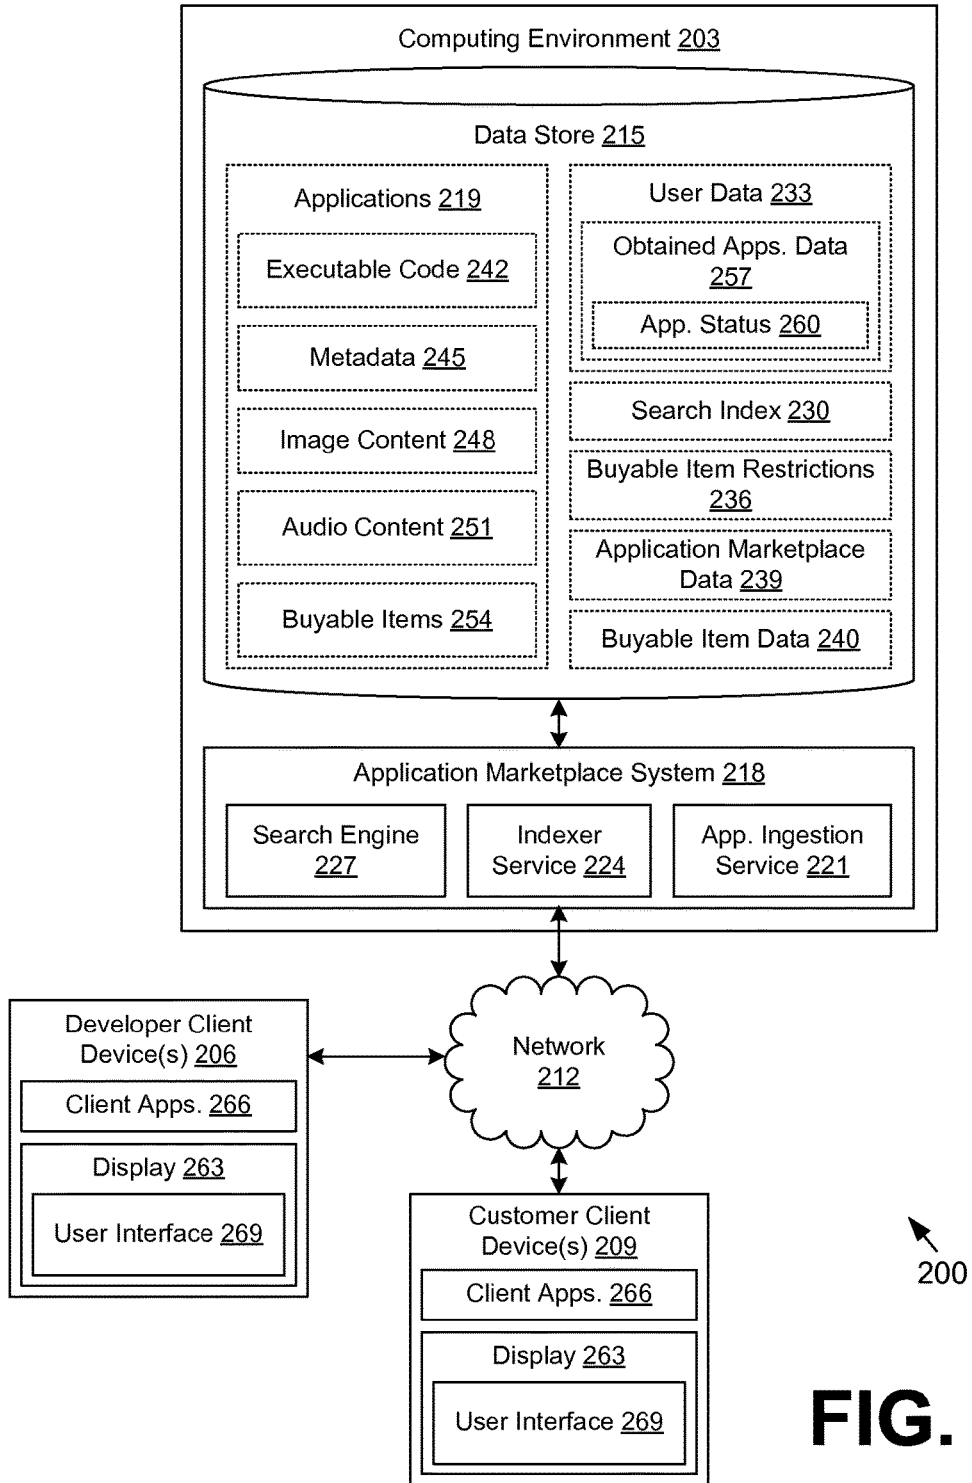 Computing Environment 203
Data Store 215
Applications 219
Executable Code 242
Metadata 245
Image Content 248
Audio Content 251
Buyable Items 254
User Data 233
Obtained Apps. Data
257
App. Status 260
Search Index 230
Buyable Item Restrictions
236
Application Marketplace
Data 239
Buyable Item Data 240
Application Marketplace System 218
Search Engine
227
Indexer
Service 224
App. Ingestion
Service 221
Network
212
Developer Client
Device(s) 206
Client Apps. 266
Display 263
User Interface 269
Customer Client
Device(s) 209
Client Apps. 266
Display 263
User Interface 269
200
FIG.